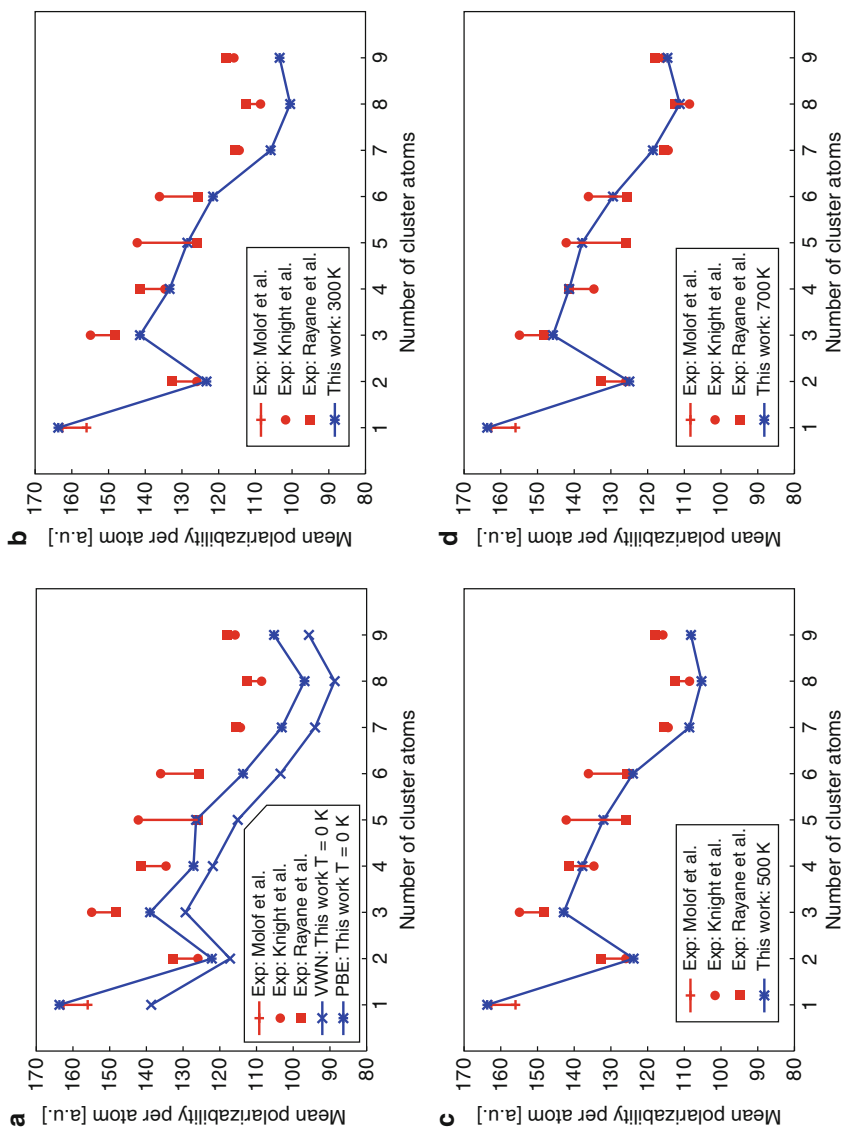 a
170
160
150
140
130
120
110
100
90
80
Mean polarizability per atom [a.u.]
1 2 3 4 5 6 7 8 9
Number of cluster atoms
Exp: Molof et al.
Exp: Knight et al.
Exp: Rayane et al.
VWN: This work T = 0 K
PBE: This work T = 0 K
b
170
160
150
140
130
120
110
100
90
80
Mean polarizability per atom [a.u.]
1 2 3 4 5 6 7 8 9
Number of cluster atoms
Exp: Molof et al.
Exp: Knight et al.
Exp: Rayane et al.
This work: 300 K
c
170
160
150
140
130
120
110
100
90
80
Mean polarizability per atom [a.u.]
1 2 3 4 5 6 7 8 9
Number of cluster atoms
Exp: Molof et al.
Exp: Knight et al.
Exp: Rayane et al.
This work: 500 K
d
170
160
150
140
130
120
110
100
90
80
Mean polarizability per atom [a.u.]
1 2 3 4 5 6 7 8 9
Number of cluster atoms
Exp: Molof et al.
Exp: Knight et al.
Exp: Rayane et al.
This work: 700 K